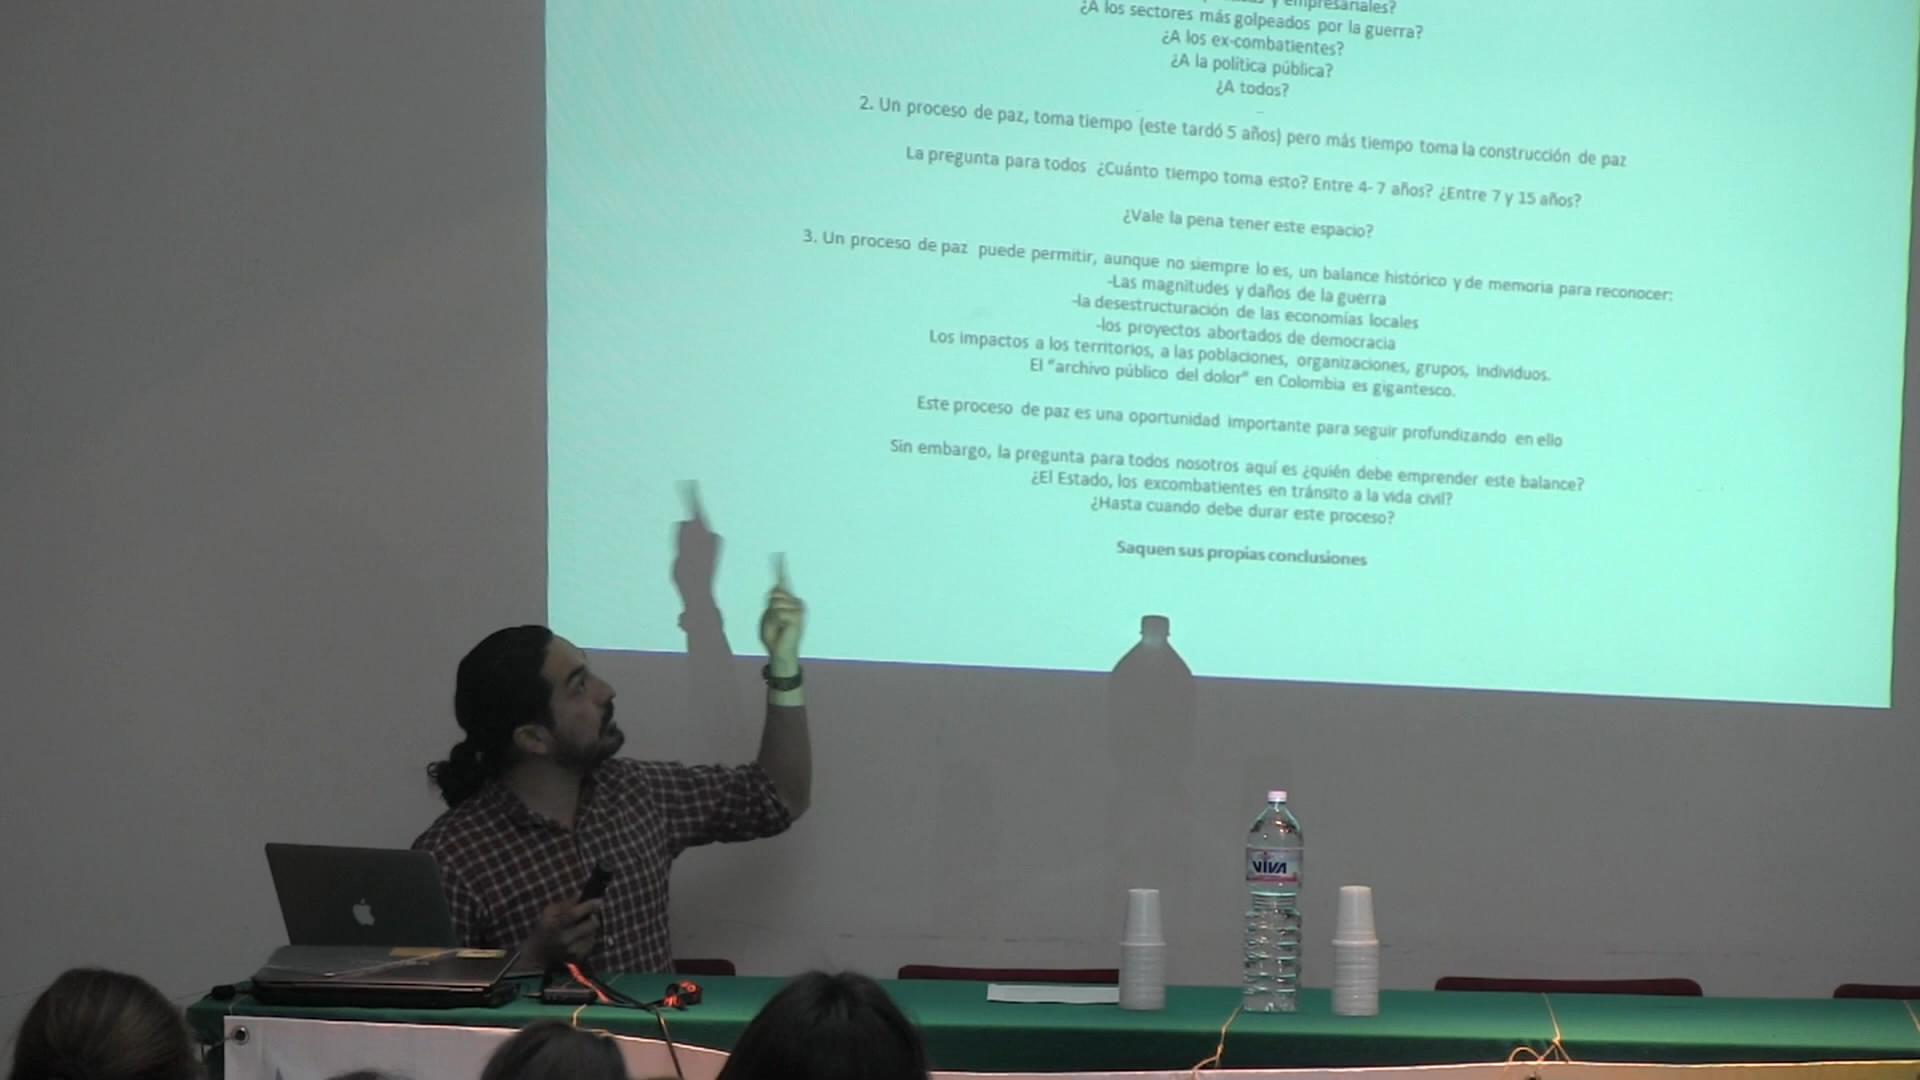 y empresariales?
¿A los sectores más golpeados por la guerra?
¿A los ex-combatientes?
¿A la política pública?
¿A todos?
2. Un proceso de paz, toma tiempo (este tardó 5 años) pero más tiempo toma la construcción de paz
La pregunta para todos ¿Cuánto tiempo toma esto? Entre 4- 7 años? ¿Entre 7 y 15 años?
¿Vale la pena tener este espacio?
3. Un proceso de paz puede permitir, aunque no siempre lo es, un balance histórico y de memoria para reconocer:
-Las magnitudes y daños de la guerra
-la desestructuración de las economías locales
-los proyectos abortados de democracia
Los impactos a los territorios, a las poblaciones, organizaciones, grupos, individuos.
El "archivo público del dolor" en Colombia es gigantesco.
Este proceso de paz es una oportunidad importante para seguir profundizando en ello
Sin embargo, la pregunta para todos nosotros aquí es ¿quién debe emprender este balance?
¿El Estado, los excombatientes en tránsito a la vida civil?
¿Hasta cuando debe durar este proceso?
Saquen sus propias conclusiones
VIVA